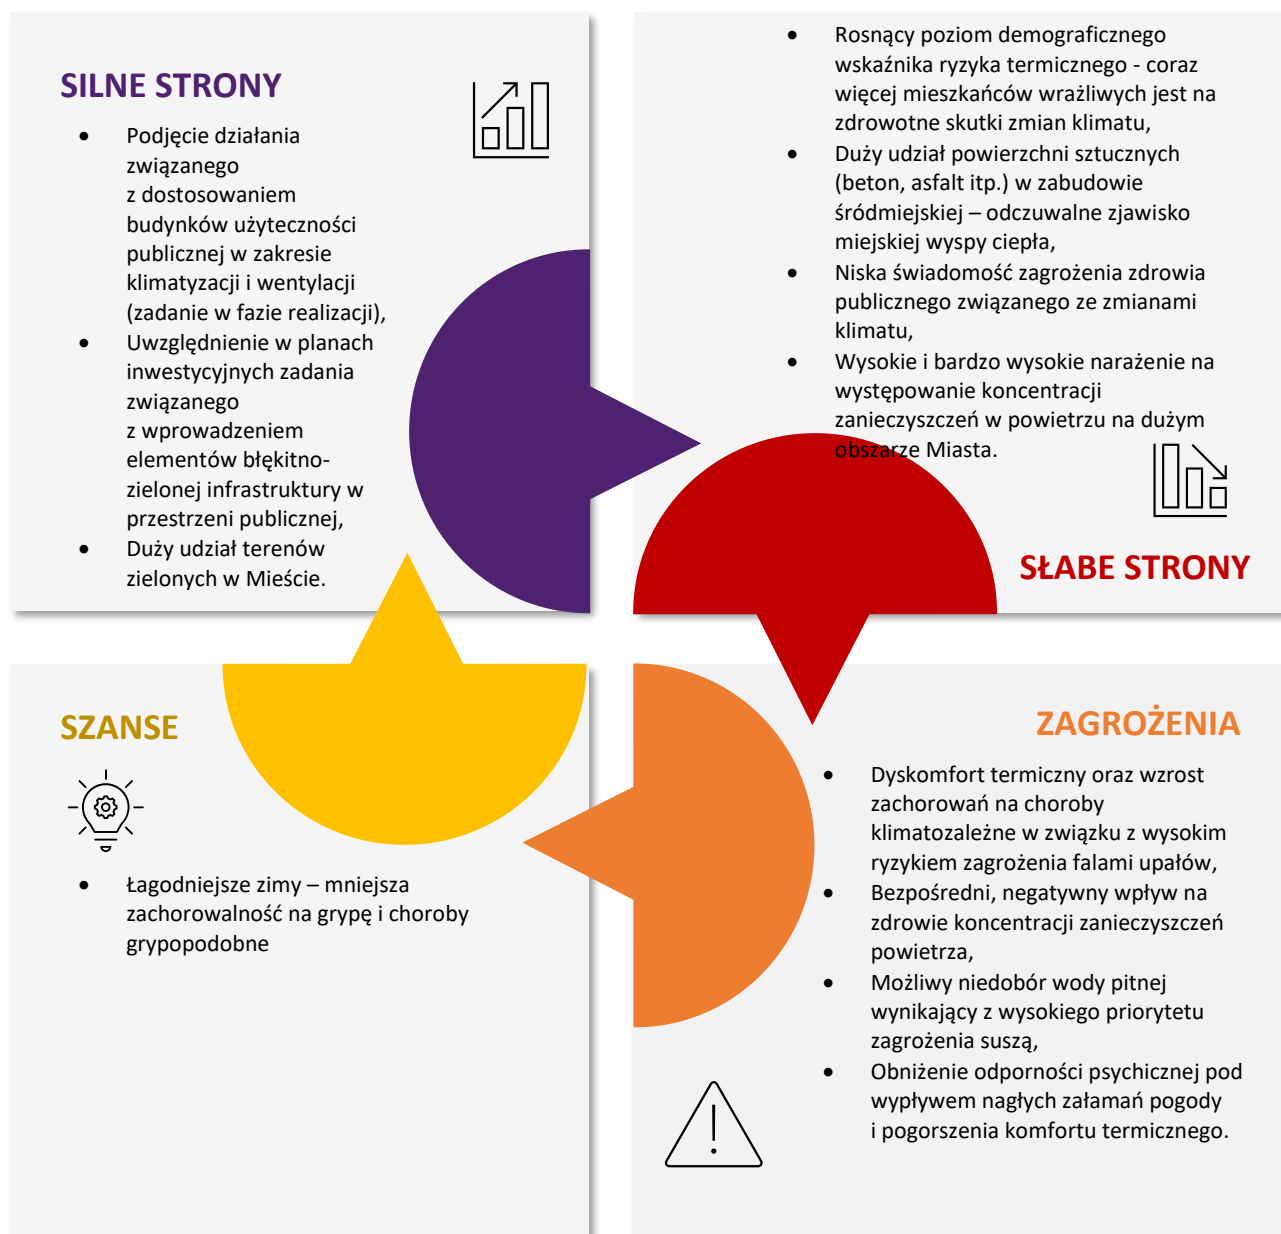 SILNE STRONY
• Podjęcie działania
związanego
z dostosowaniem
budynków użyteczności
publicznej w zakresie
klimatyzacji i wentylacji
(zadanie w fazie realizacji),
• Uwzględnienie w planach
inwestycyjnych zadania
związanego
z wprowadzeniem
elementów błękitno-
zielonej infrastruktury w
przestrzeni publicznej,
• Duży udział terenów
zielonych w Mieście.
• Rosnący poziom demograficznego
wskaźnika ryzyka termicznego - coraz
więcej mieszkańców wrażliwych jest na
zdrowotne skutki zmian klimatu,
• Duży udział powierzchni sztucznych
(beton, asfalt itp.) w zabudowie
śródmiejskiej – odczuwalne zjawisko
miejskiej wyspy ciepła,
• Niska świadomość zagrożenia zdrowia
publicznego związanego ze zmianami
klimatu,
• Wysokie i bardzo wysokie narażenie na
występowanie koncentracji
zanieczyszczeń w powietrzu na dużym
obszarze Miasta.
SŁABE STRONY
SZANSE
• Łagodniejsze zimy – mniejsza
zachorowalność na grypę i choroby
grypopodobne
ZAGROŻENIA
• Dyskomfort termiczny oraz wzrost
zachorowań na choroby
klimatozależne w związku z wysokim
ryzykiem zagrożenia falami upałów,
• Bezpośredni, negatywny wpływ na
zdrowie koncentracji zanieczyszczeń
powietrza,
• Możliwy niedobór wody pitnej
wynikający z wysokiego priorytetu
zagrożenia suszą,
• Obniżenie odporności psychicznej pod
wypływem nagłych załamań pogody
i pogorszenia komfortu termicznego.